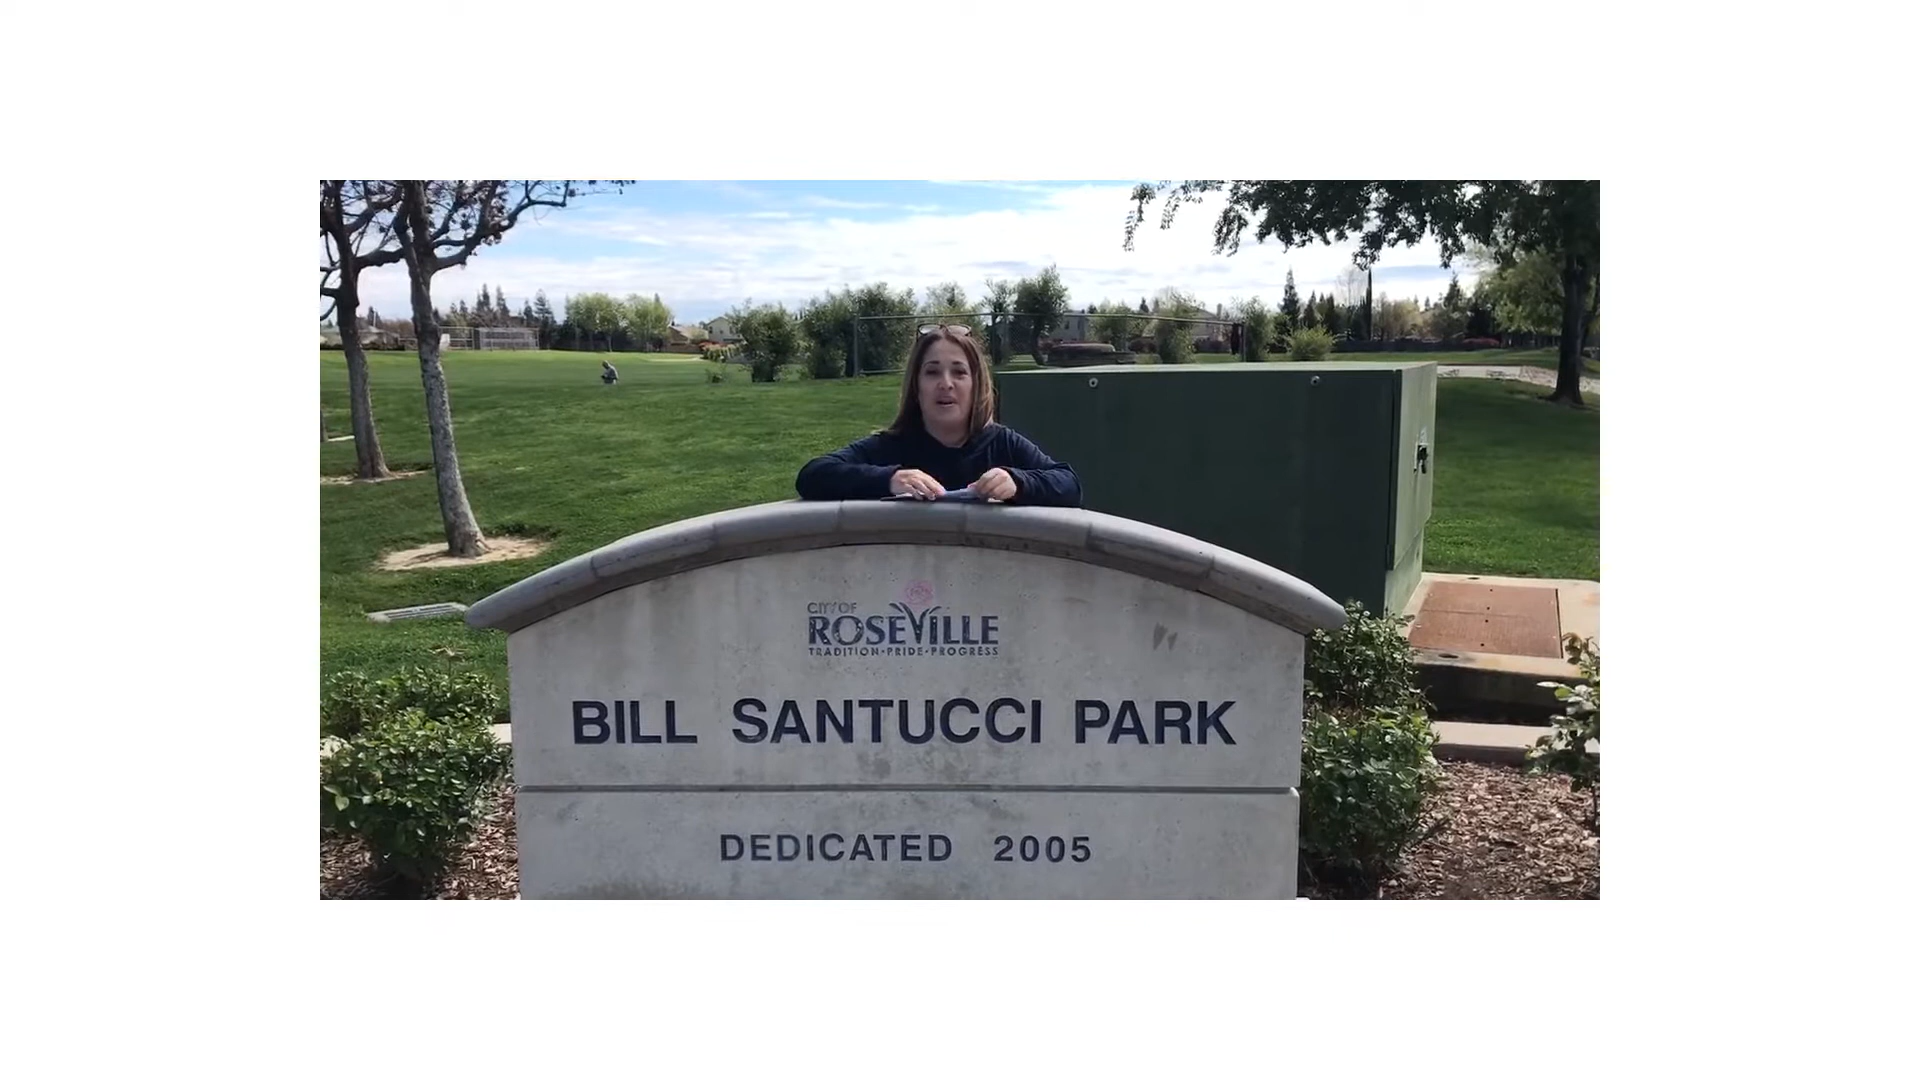 CITY OF
ROSEVILLE
TRADITION·PRIDE·PROGRESS
BILL SANTUCCI PARK
DEDICATED 2005